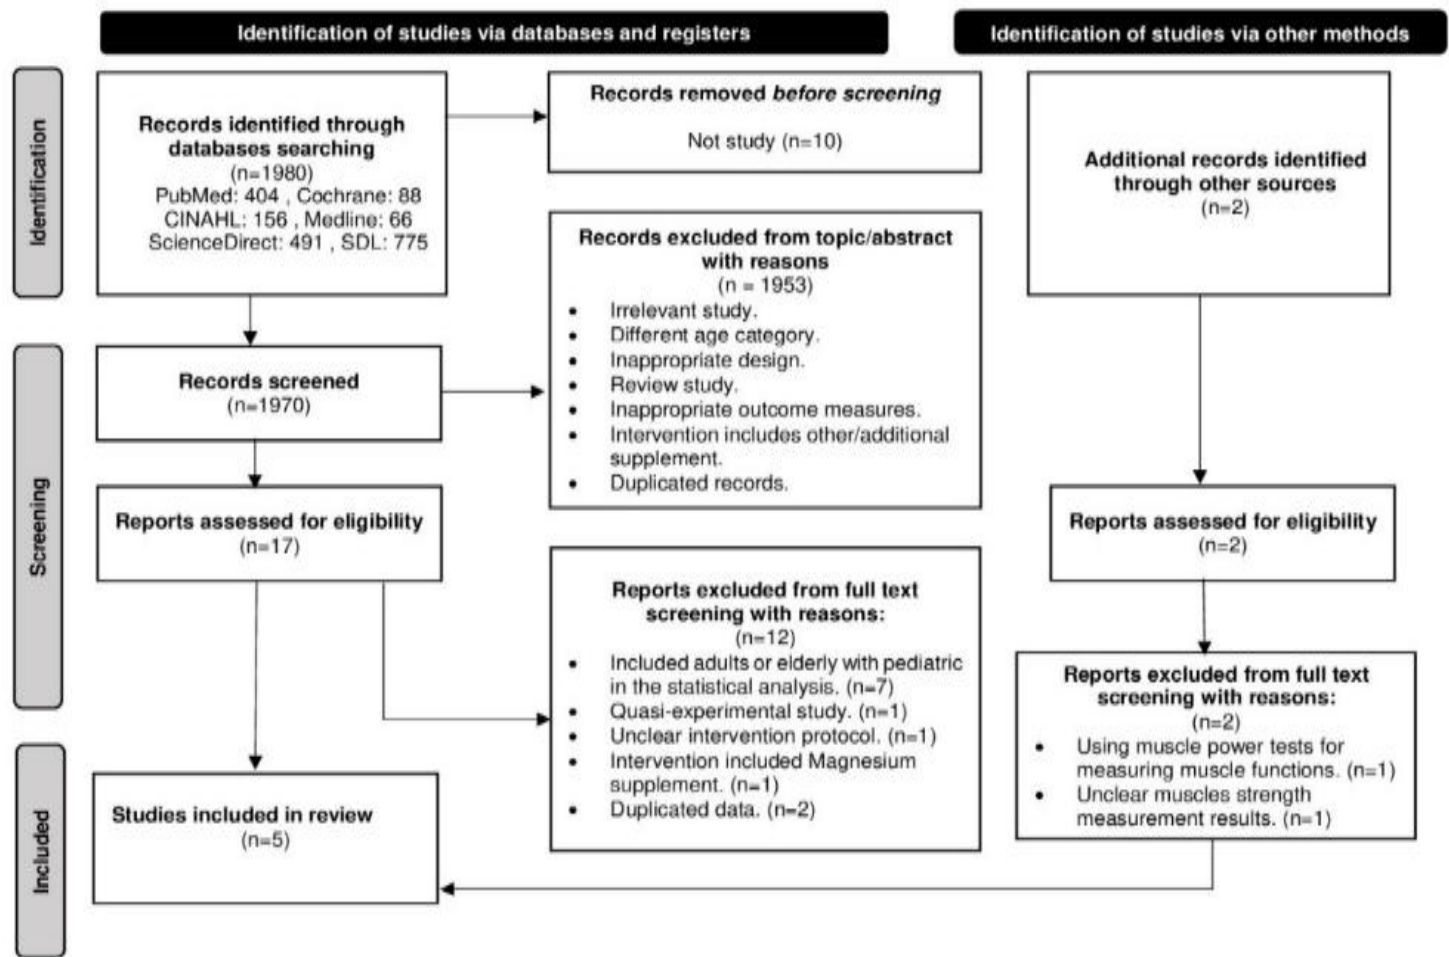 Identification of studies via databases and registers
Identification of studies via other methods
Identification
Records identified through
databases searching
(n=1980)
PubMed: 404 , Cochrane: 88
CINAHL: 156 , Medline: 66
ScienceDirect: 491 , SDL: 775
Records removed before screening
Not study (n=10)
Additional records identified
through other sources
(n=2)
Screening
Records screened
(n=1970)
Records excluded from topic/abstract
with reasons
(n = 1953)
• Irrelevant study.
• Different age category.
• Inappropriate design.
• Review study.
• Inappropriate outcome measures.
• Intervention includes other/additional
supplement.
• Duplicated records.
Reports assessed for eligibility
(n=17)
Reports assessed for eligibility
(n=2)
Reports excluded from full text
screening with reasons:
(n=12)
• Included adults or elderly with pediatric
in the statistical analysis. (n=7)
• Quasi-experimental study. (n=1)
• Unclear intervention protocol. (n=1)
• Intervention included Magnesium
supplement. (n=1)
• Duplicated data. (n=2)
Reports excluded from full text
screening with reasons:
(n=2)
• Using muscle power tests for
measuring muscle functions. (n=1)
• Unclear muscles strength
measurement results. (n=1)
Included
Studies included in review
(n=5)